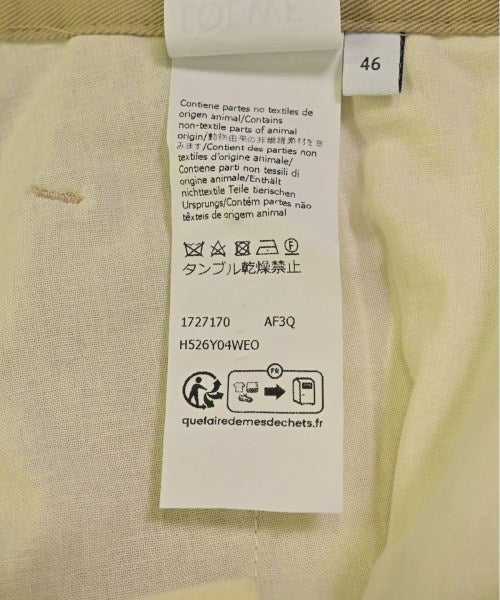 LOEWE
46
Contiene partes no textiles de
origen animal/Contains
non-textile parts of animal
origin/動物由来の非繊維素材を含
みます/Contient des parties non
textiles d'origine animale/
Contiene parti non tessili di
origine animale/Enthält
nichttextile Teile tierischen
Ursprungs/Contém partes não
têxteis de origem animal
F
タンブル乾燥禁止
1727170 AF3Q
H526Y04WEO
FR
quefairedemesdechets.fr